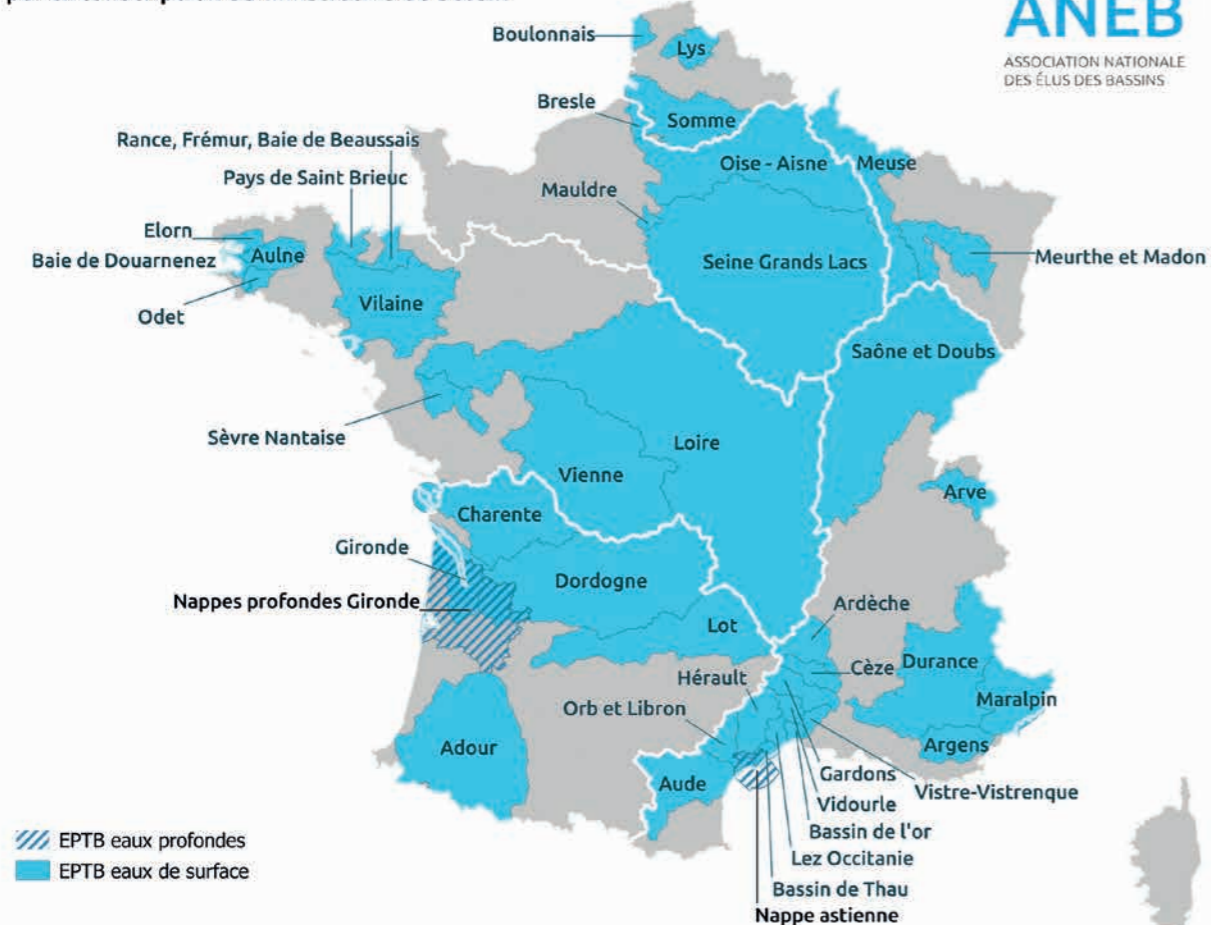 ANEB
ASSOCIATION NATIONALE
DES ÉLUS DES BASSINS
Boulonnais
Lys
Bresle
Somme
Rance, Frémur, Baie de Beaussais
Oise - Aisne
Meuse
Pays de Saint Brieuc
Mauldre
Elorn
Aulne
Baie de Douarnenez
Seine Grands Lacs
Meurthe et Madon
Odet
Vilaine
Saône et Doubs
Sèvre Nantaise
Loire
Vienne
Arve
Charente
Gironde
Dordogne
Nappes profondes Gironde
Ardèche
Lot
Cèze
Durance
Hérault
Maralpin
Orb et Libron
Adour
Argens
Gardons
Aude
Vistre-Vistrenque
Vidourle
Bassin de l'or
EPTB eaux profondes
Lez Occitanie
EPTB eaux de surface
Bassin de Thau
Nappe astienne